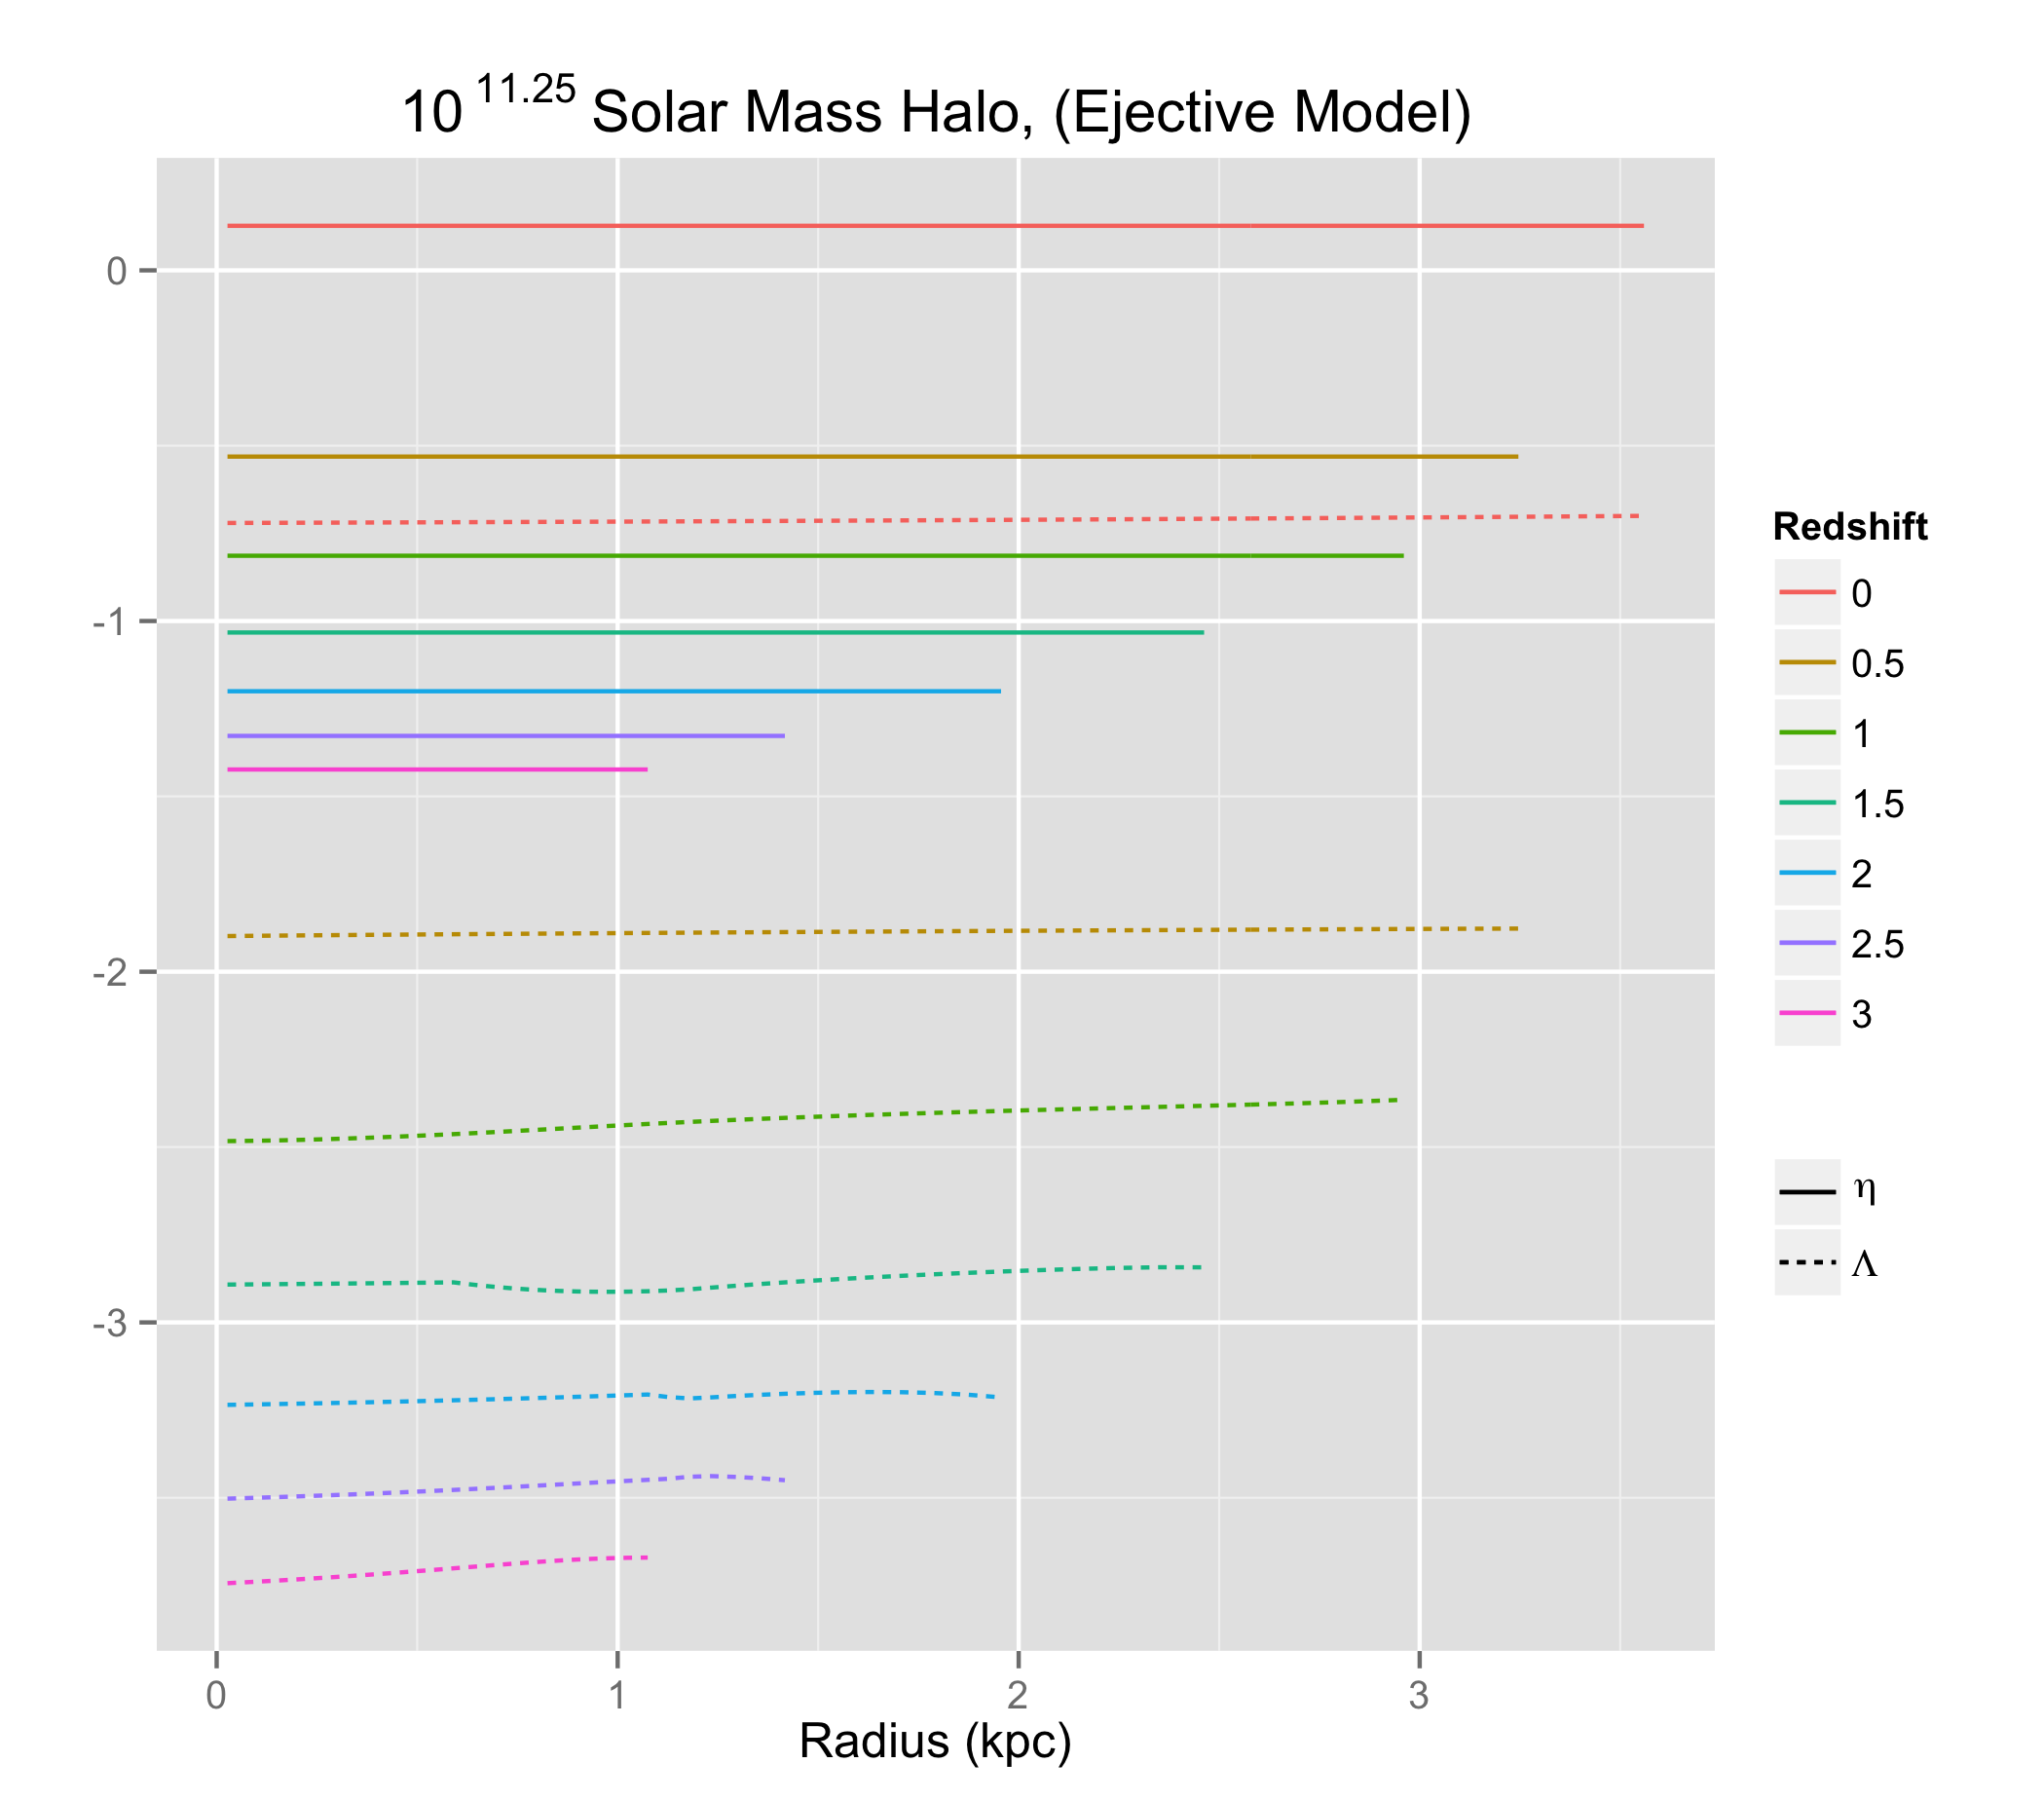 10 11.25 Solar Mass Halo, (Ejective Model)
0
-1
-2
-3
0 1 2 3
Radius (kpc)
Redshift
0
0.5
1
1.5
2
2.5
3
η
Λ